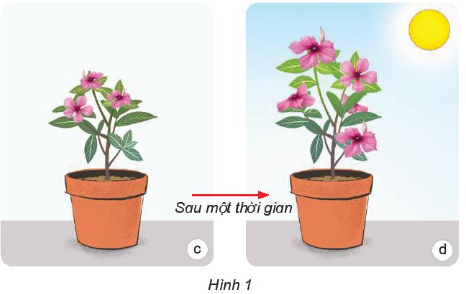 Sau một thời gian
c
d
Hình 1